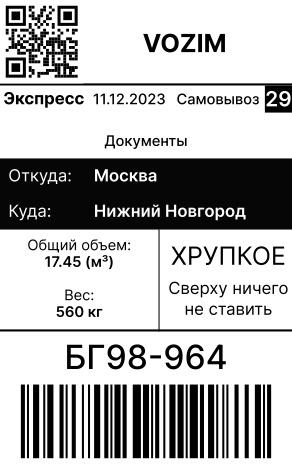 VOZIM
Экспресс 11.12.2023 Самовывоз 29
Документы
Откуда: Москва
Куда: Нижний Новгород
Общий объем:
17.45 (м³)
Вес:
560 кг
ХРУПКОЕ
Сверху ничего
не ставить
БГ98-964